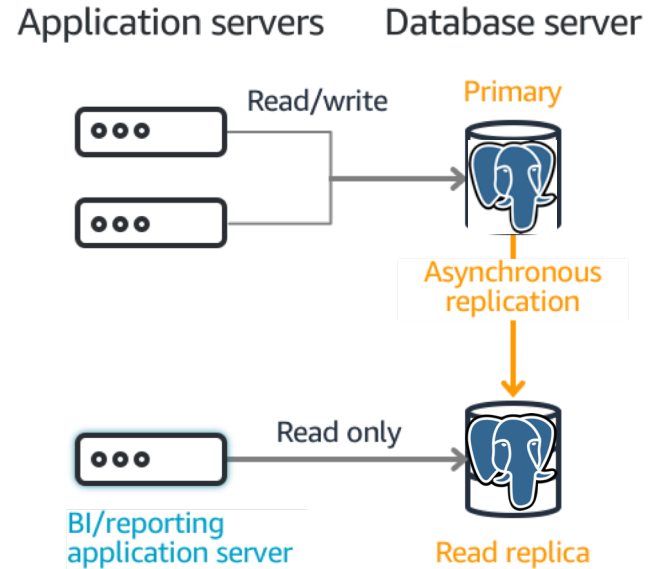 Application servers
Database server
Read/write
Primary
Asynchronous
replication
Read only
BI/reporting
application server
Read replica